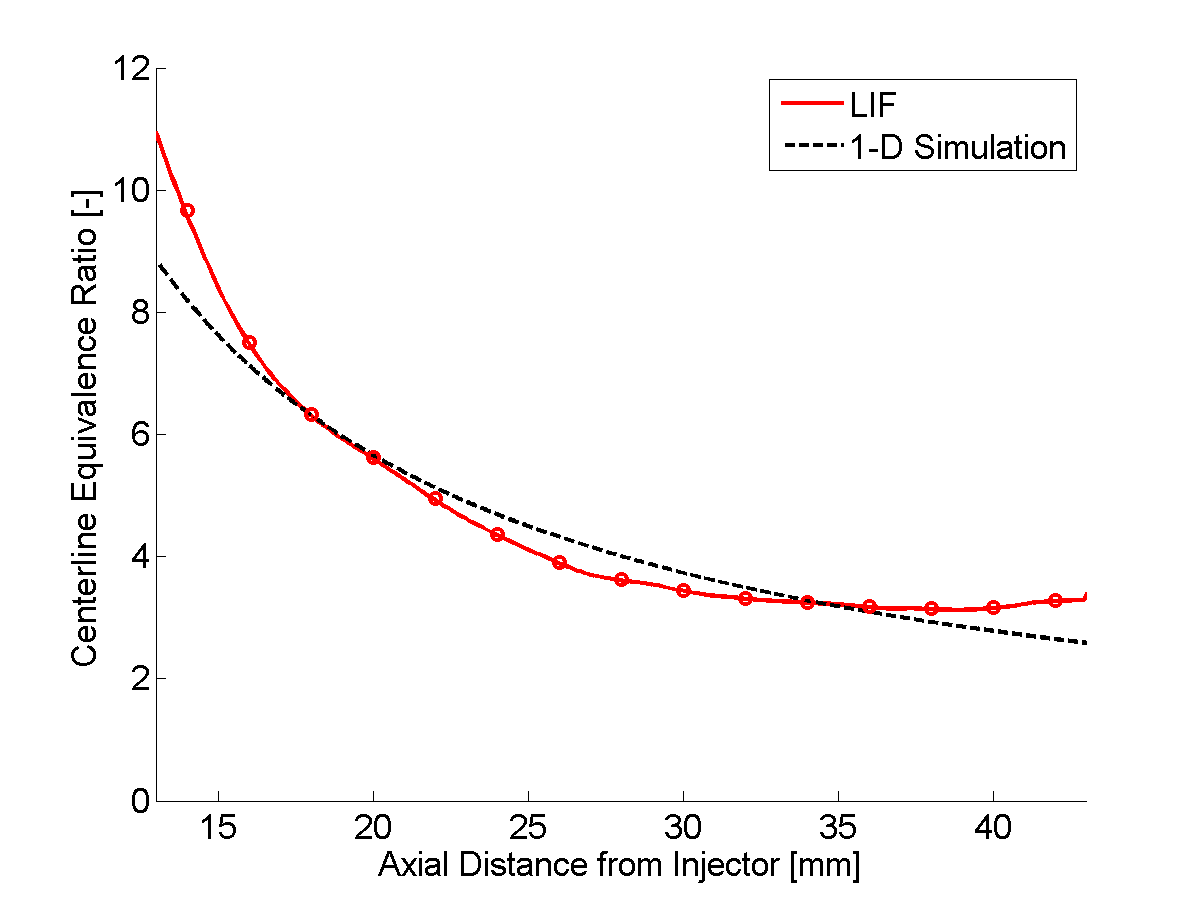 12
10
8
6
4
2
0
Centerline Equivalence Ratio [-]
LIF
1-D Simulation
15 20 25 30 35 40
Axial Distance from Injector [mm]